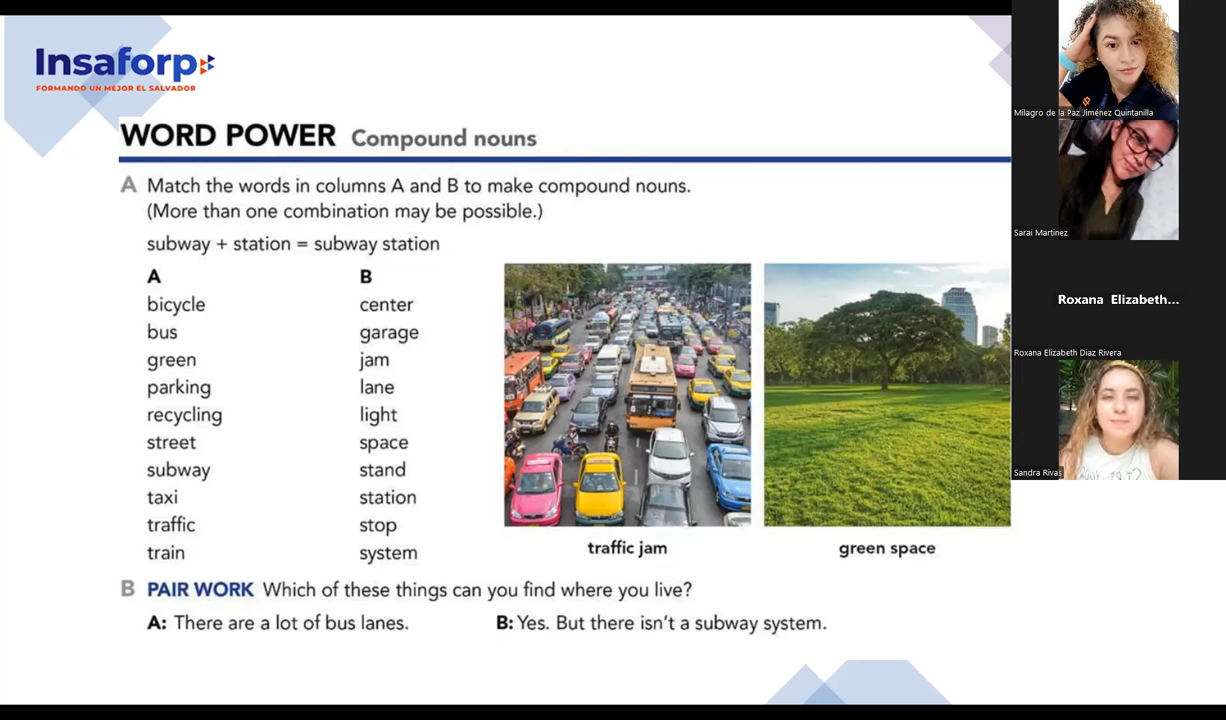 Insaforp
FORMANDO UN MEJOR EL SALVADOR
WORD POWER Compound nouns
A Match the words in columns A and B to make compound nouns.
(More than one combination may be possible.)
subway + station = subway station
A B
bicycle center
bus garage
green jam
parking lane
recycling light
street space
subway stand
taxi station
traffic stop
train system
traffic jam
green space
B PAIR WORK Which of these things can you find where you live?
A: There are a lot of bus lanes. B: Yes. But there isn't a subway system.
Milagro de la Paz Jiménez Quintanilla
Sarai Martinez
Roxana Elizabeth...
Roxana Elizabeth Diaz Rivera
Sandra Rivas